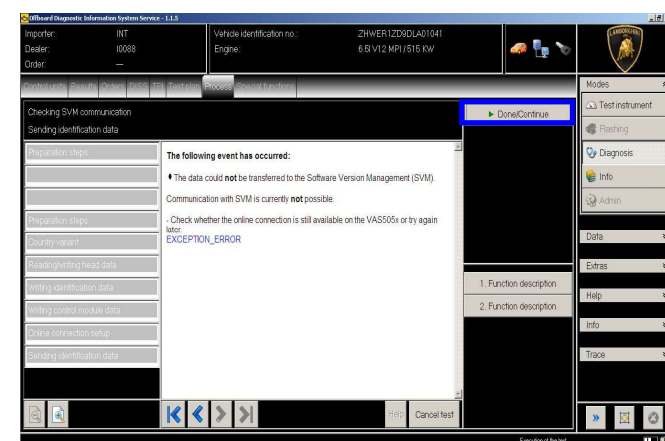 Offboard Diagnostic Information System Service - 1.1.5
Importer: INT
Dealer: I0088
Order: —
Vehicle identification no.: ZHWER1ZD9DLA01041
Engine: 6.5l V12 MPI / 515 KW
LAMBORGHINI
Control units Results Orders DISS TPI Test plan Process Special functions
Checking SVM communication
Sending identification data
Done/Continue
Preparation steps
Preparation steps
Country variant
Reading/writing head data
Writing identification data
Writing control module data
Online connection setup
Sending identification data
The following event has occurred:
The data could not be transferred to the Software Version Management (SVM).
Communication with SVM is currently not possible.
- Check whether the online connection is still available on the VAS505x or try again
later.
EXCEPTION_ERROR
1. Function description
2. Function description
Help
Cancel test
Modes
Test instrument
Flashing
Diagnosis
Info
Admin
Data
Extras
Help
Info
Trace
Execution of the test